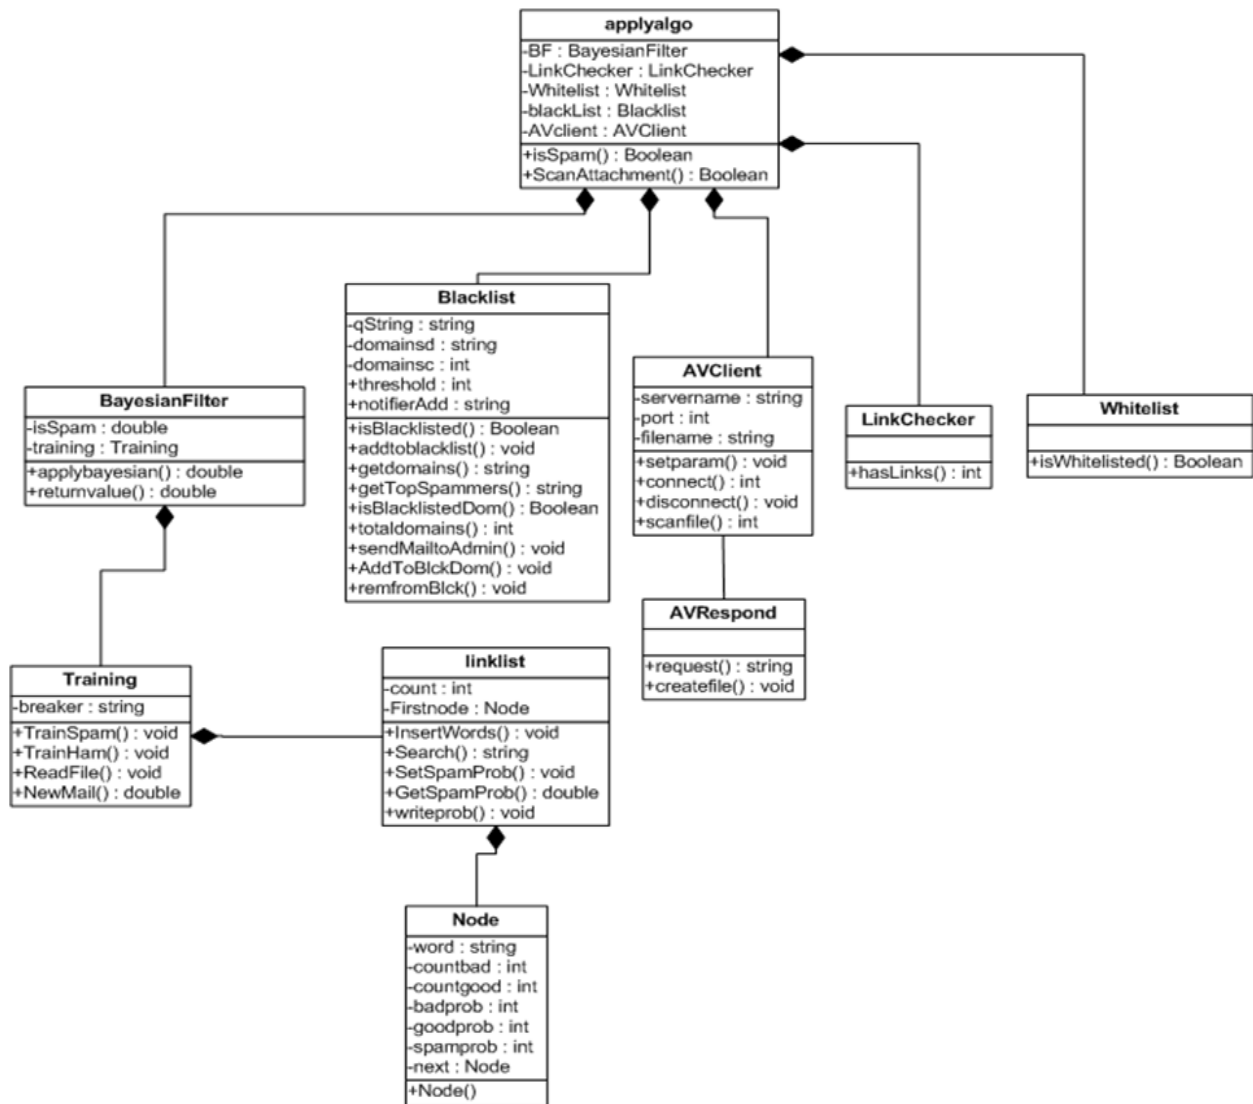 applyalgo
-BF : BayesianFilter
-LinkChecker : LinkChecker
-Whitelist : Whitelist
-blackList : Blacklist
-AVclient : AVClient
+isSpam() : Boolean
+ScanAttachment() : Boolean
Blacklist
-qString : string
-domainsd : string
-domainsc : int
+threshold : int
+notifierAdd : string
+isBlacklisted() : Boolean
+addtoblacklist() : void
+getdomains() : string
+getTopSpammers() : string
+isBlacklistedDom() : Boolean
+totaldomains() : int
+sendMailtoAdmin() : void
+AddToBlckDom() : void
+remfromBlck() : void
AVClient
-servername : string
-port : int
-filename : string
+setparam() : void
+connect() : int
+disconnect() : void
+scanfile() : int
BayesianFilter
-isSpam : double
-training : Training
+applybayesian() : double
+returnvalue() : double
LinkChecker
+hasLinks() : int
Whitelist
+isWhitelisted() : Boolean
AVRespond
+request() : string
+createfile() : void
Training
-breaker : string
+TrainSpam() : void
+TrainHam() : void
+ReadFile() : void
+NewMail() : double
linklist
-count : int
-Firstnode : Node
+InsertWords() : void
+Search() : string
+SetSpamProb() : void
+GetSpamProb() : double
+writeprob() : void
Node
-word : string
-countbad : int
-countgood : int
-badprob : int
-goodprob : int
-spamprob : int
-next : Node
+Node()